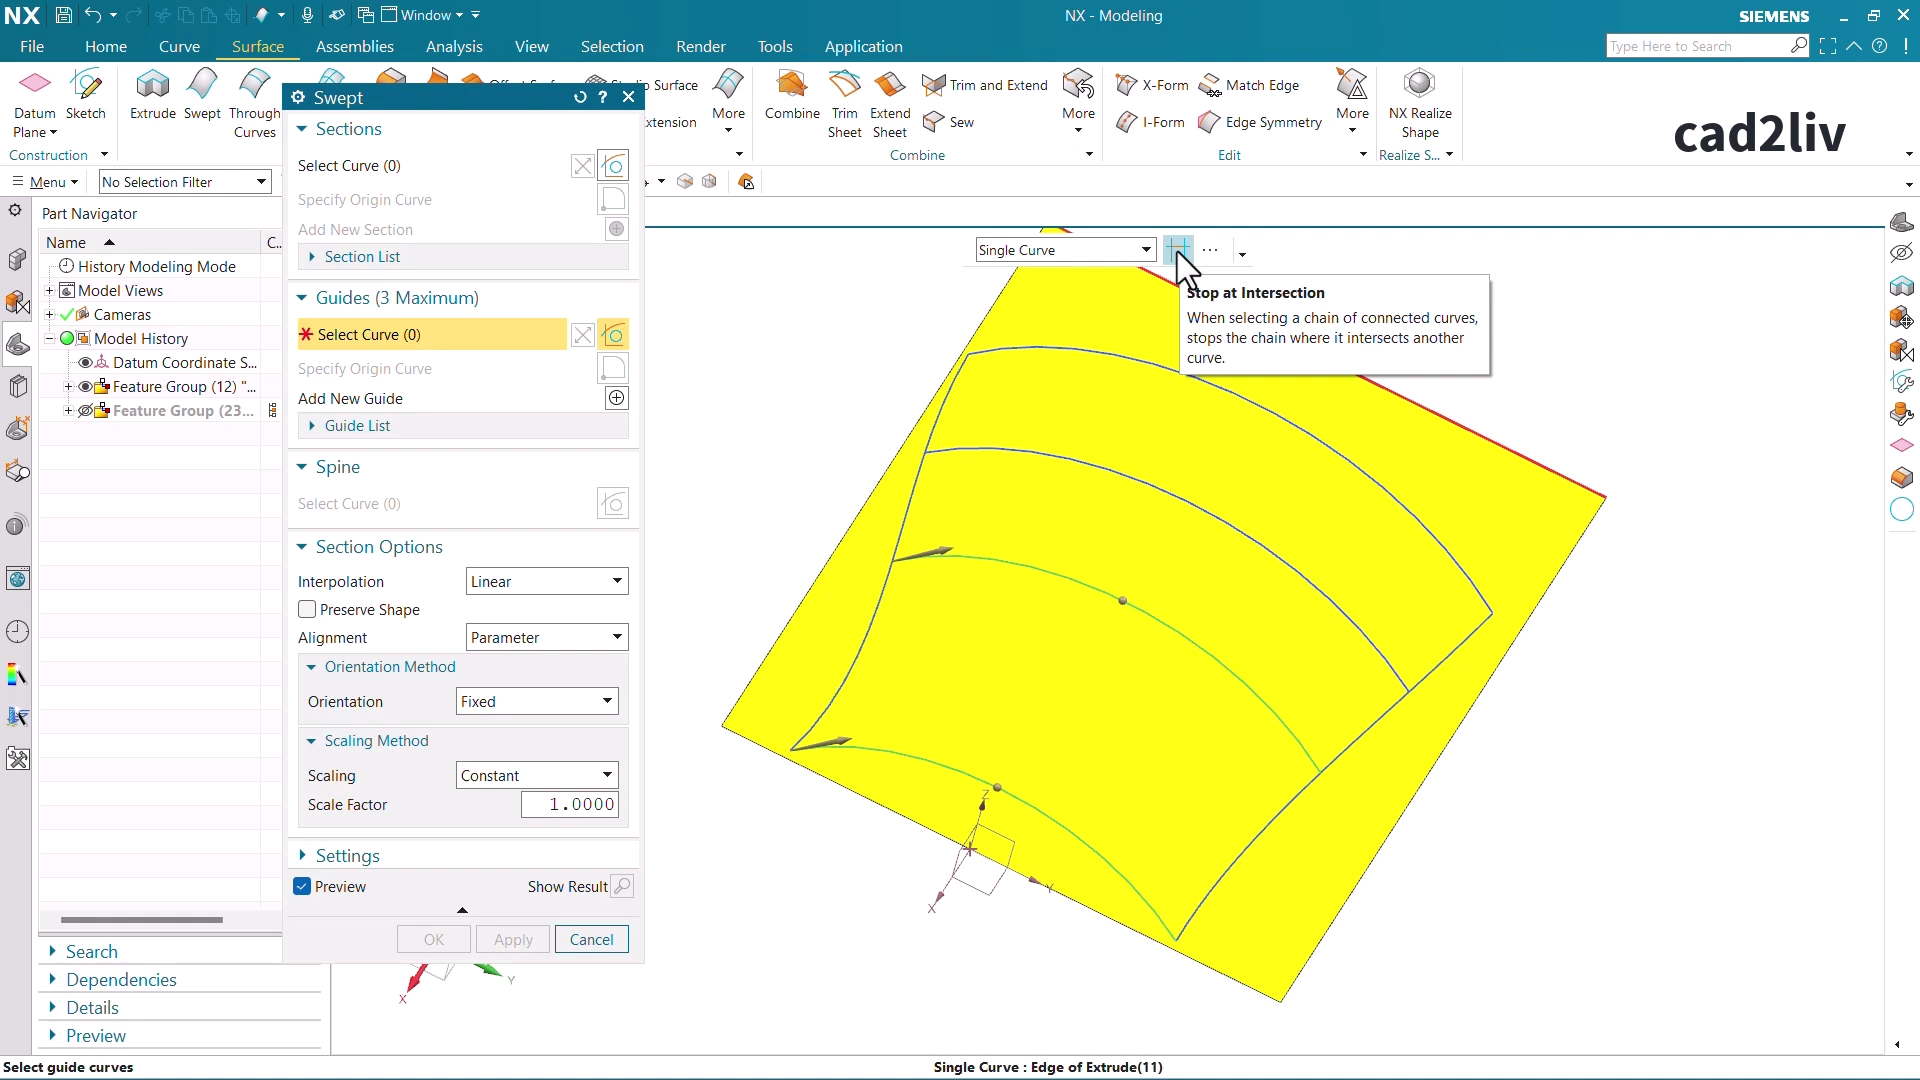 NX
Window
NX - Modeling
SIEMENS
File Home Curve Surface Assemblies Analysis View Selection Render Tools Application
Type Here to Search
Datum Plane
Sketch
Extrude
Swept
Through Curves
Surface
More
Combine
Trim Sheet
Extend Sheet
Trim and Extend
Sew
More
X-Form
Match Edge
I-Form
Edge Symmetry
More
NX Realize Shape
Construction
Combine
Edit
Realize S...
cad2liv
Menu
No Selection Filter
Part Navigator
Name
C..
History Modeling Mode
Model Views
Cameras
Model History
Datum Coordinate S...
Feature Group (12) "...
Feature Group (23...
Search
Dependencies
Details
Preview
Swept
Sections
Select Curve (0)
Specify Origin Curve
Add New Section
Section List
Guides (3 Maximum)
* Select Curve (0)
Specify Origin Curve
Add New Guide
Guide List
Spine
Select Curve (0)
Section Options
Interpolation Linear
Preserve Shape
Alignment Parameter
Orientation Method
Orientation Fixed
Scaling Method
Scaling Constant
Scale Factor 1.0000
Settings
Preview Show Result
OK Apply Cancel
Single Curve
Stop at Intersection
When selecting a chain of connected curves,
stops the chain where it intersects another
curve.
Z
Y
X
X
Y
Select guide curves
Single Curve : Edge of Extrude(11)